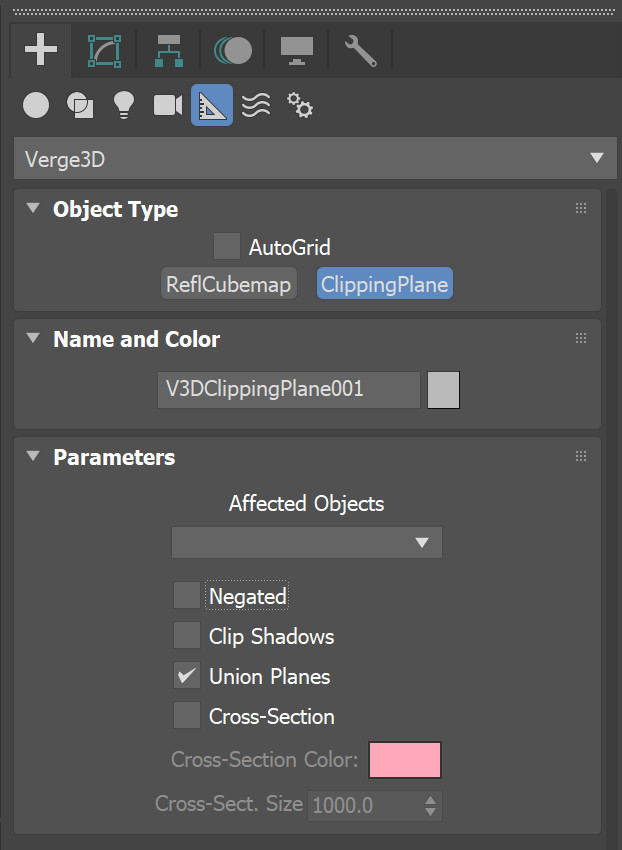 Verge3D
Object Type
AutoGrid
ReflCubemap ClippingPlane
Name and Color
V3DClippingPlane001
Parameters
Affected Objects
Negated
Clip Shadows
Union Planes
Cross-Section
Cross-Section Color:
Cross-Sect. Size 1000.0